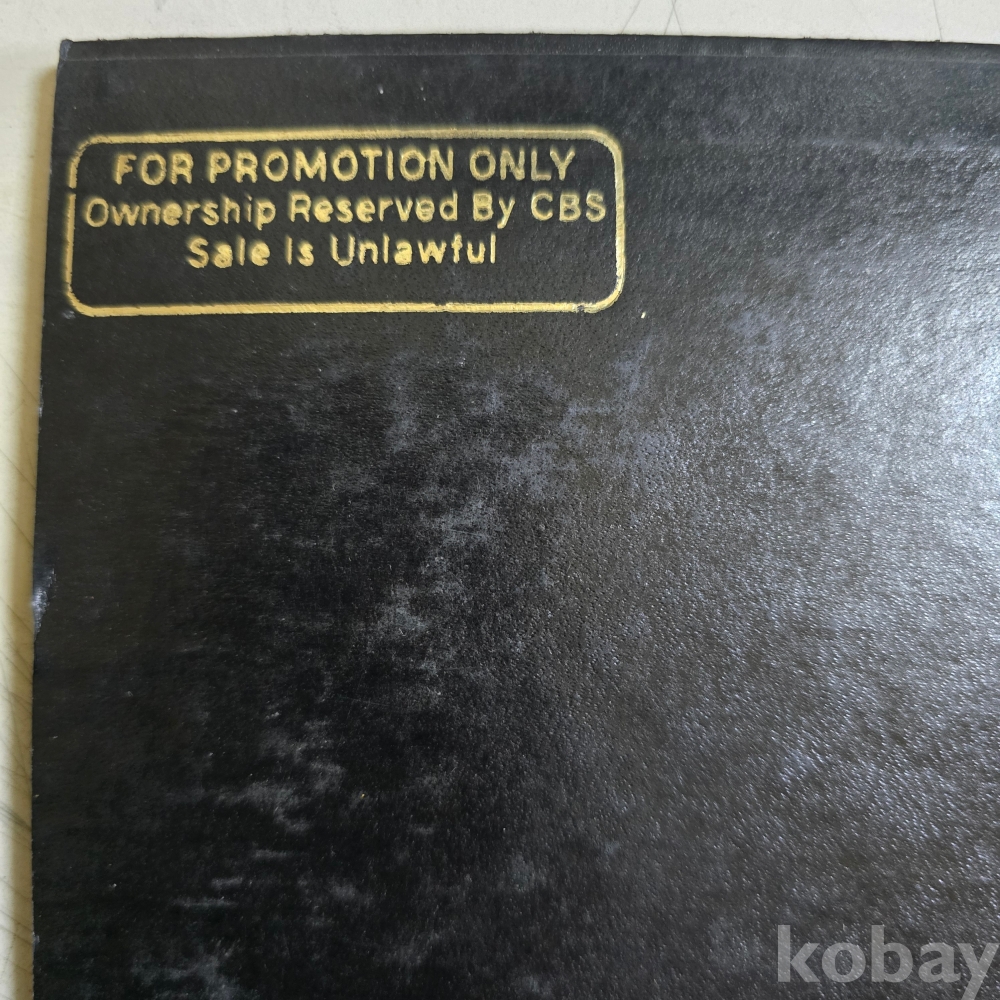 FOR PROMOTION ONLY
Ownership Reserved By CBS
Sale Is Unlawful
kobay